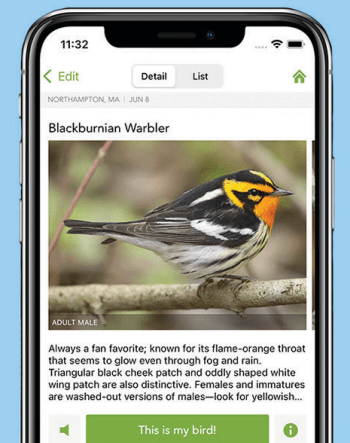 11:32
Edit
Detail
List
NORTHAMPTON, MA | JUN 8
Blackburnian Warbler
ADULT MALE
Always a fan favorite; known for its flame-orange throat
that seems to glow even through fog and rain.
Triangular black cheek patch and oddly shaped white
wing patch are also distinctive. Females and immatures
are washed-out versions of males—look for yellowish...
This is my bird!